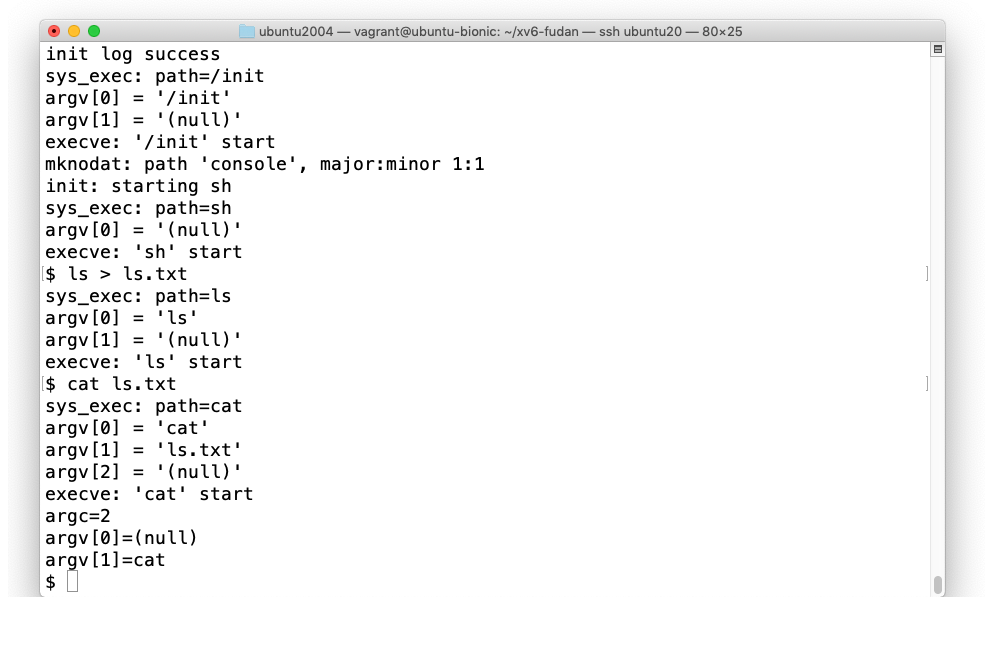 ubuntu2004 — vagrant@ubuntu-bionic: ~/xv6-fudan — ssh ubuntu20 — 80×25
init log success
sys_exec: path=/init
argv[0] = '/init'
argv[1] = '(null)'
execve: '/init' start
mknodat: path 'console', major:minor 1:1
init: starting sh
sys_exec: path=sh
argv[0] = '(null)'
execve: 'sh' start
[$ ls > ls.txt ]
sys_exec: path=ls
argv[0] = 'ls'
argv[1] = '(null)'
execve: 'ls' start
[$ cat ls.txt ]
sys_exec: path=cat
argv[0] = 'cat'
argv[1] = 'ls.txt'
argv[2] = '(null)'
execve: 'cat' start
argc=2
argv[0]=(null)
argv[1]=cat
$